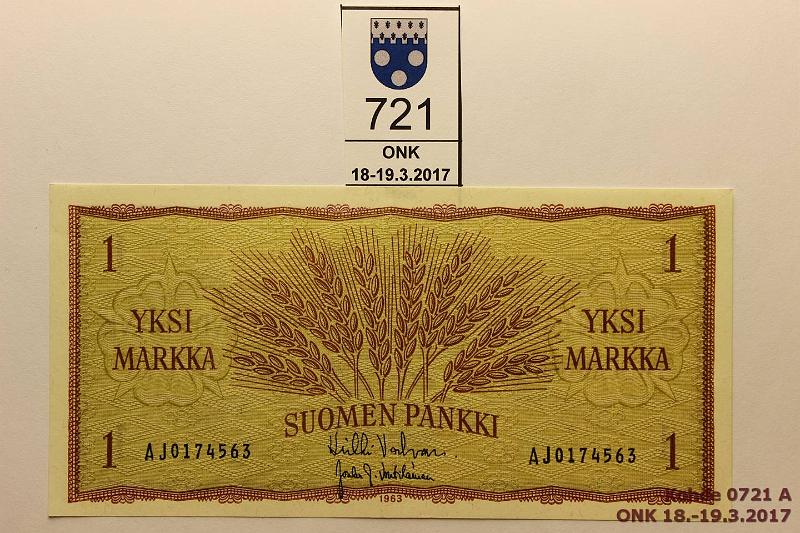 721
ONK
18-19.3.2017
1 1
YKSI MARKKA
YKSI MARKKA
SUOMEN PANKKI
1 1
AJ0174563
AJ0174563
1963
Kohde 0721 A
ONK 18.-19.3.2017